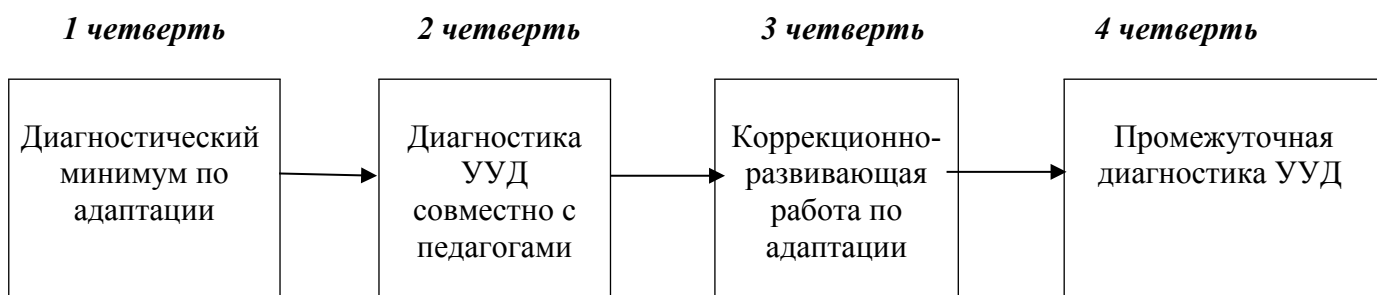 1 четверть
2 четверть
3 четверть
4 четверть
Диагностический
минимум по
адаптации
Диагностика
УУД
совместно с
педагогами
Коррекционно-
развивающая
работа по
адаптации
Промежуточная
диагностика УУД